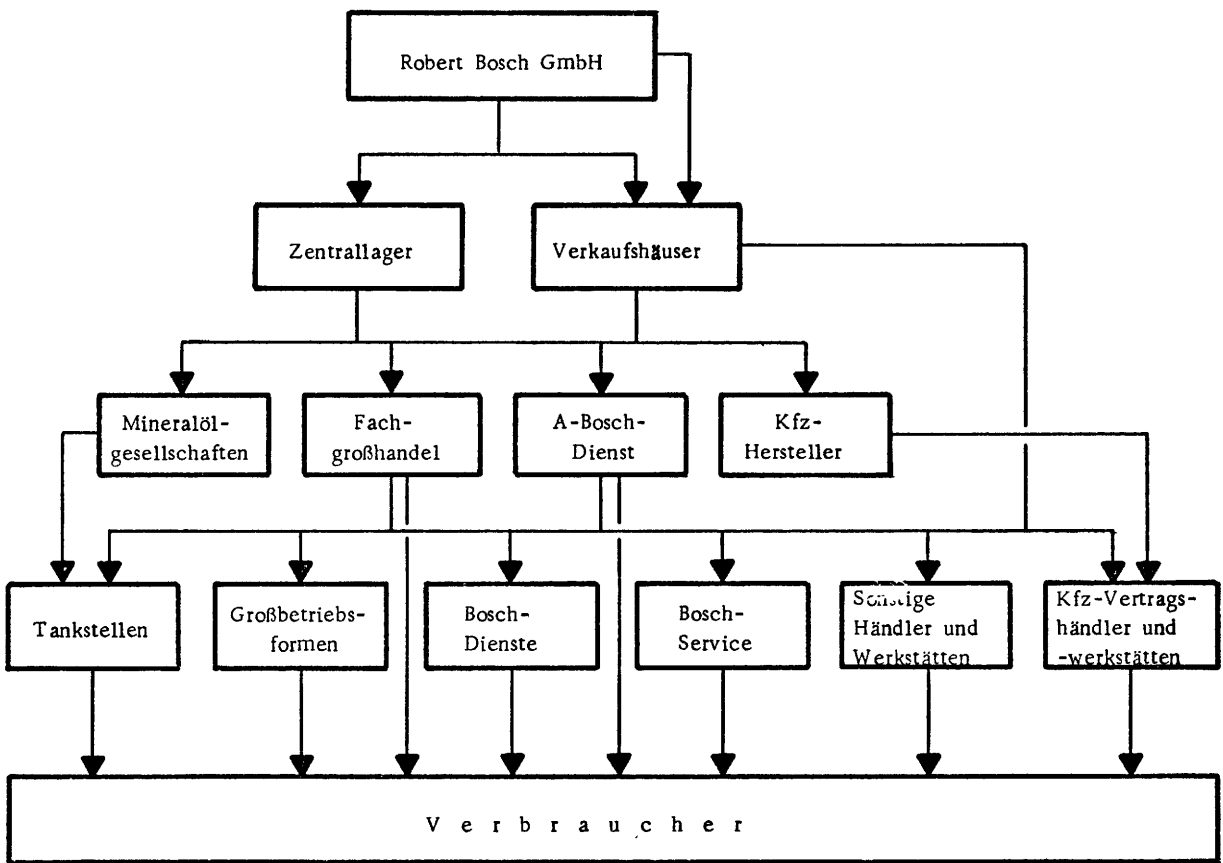 Robert Bosch GmbH
Zentrallager
Verkaufshäuser
Mineralöl-
gesellschaften
Fach-
großhandel
A-Bosch-
Dienst
Kfz-
Hersteller
Tankstellen
Großbetriebs-
formen
Bosch-
Dienste
Bosch-
Service
Sonstige
Händler und
Werkstätten
Kfz-Vertrags-
händler und
-werkstätten
Verbraucher